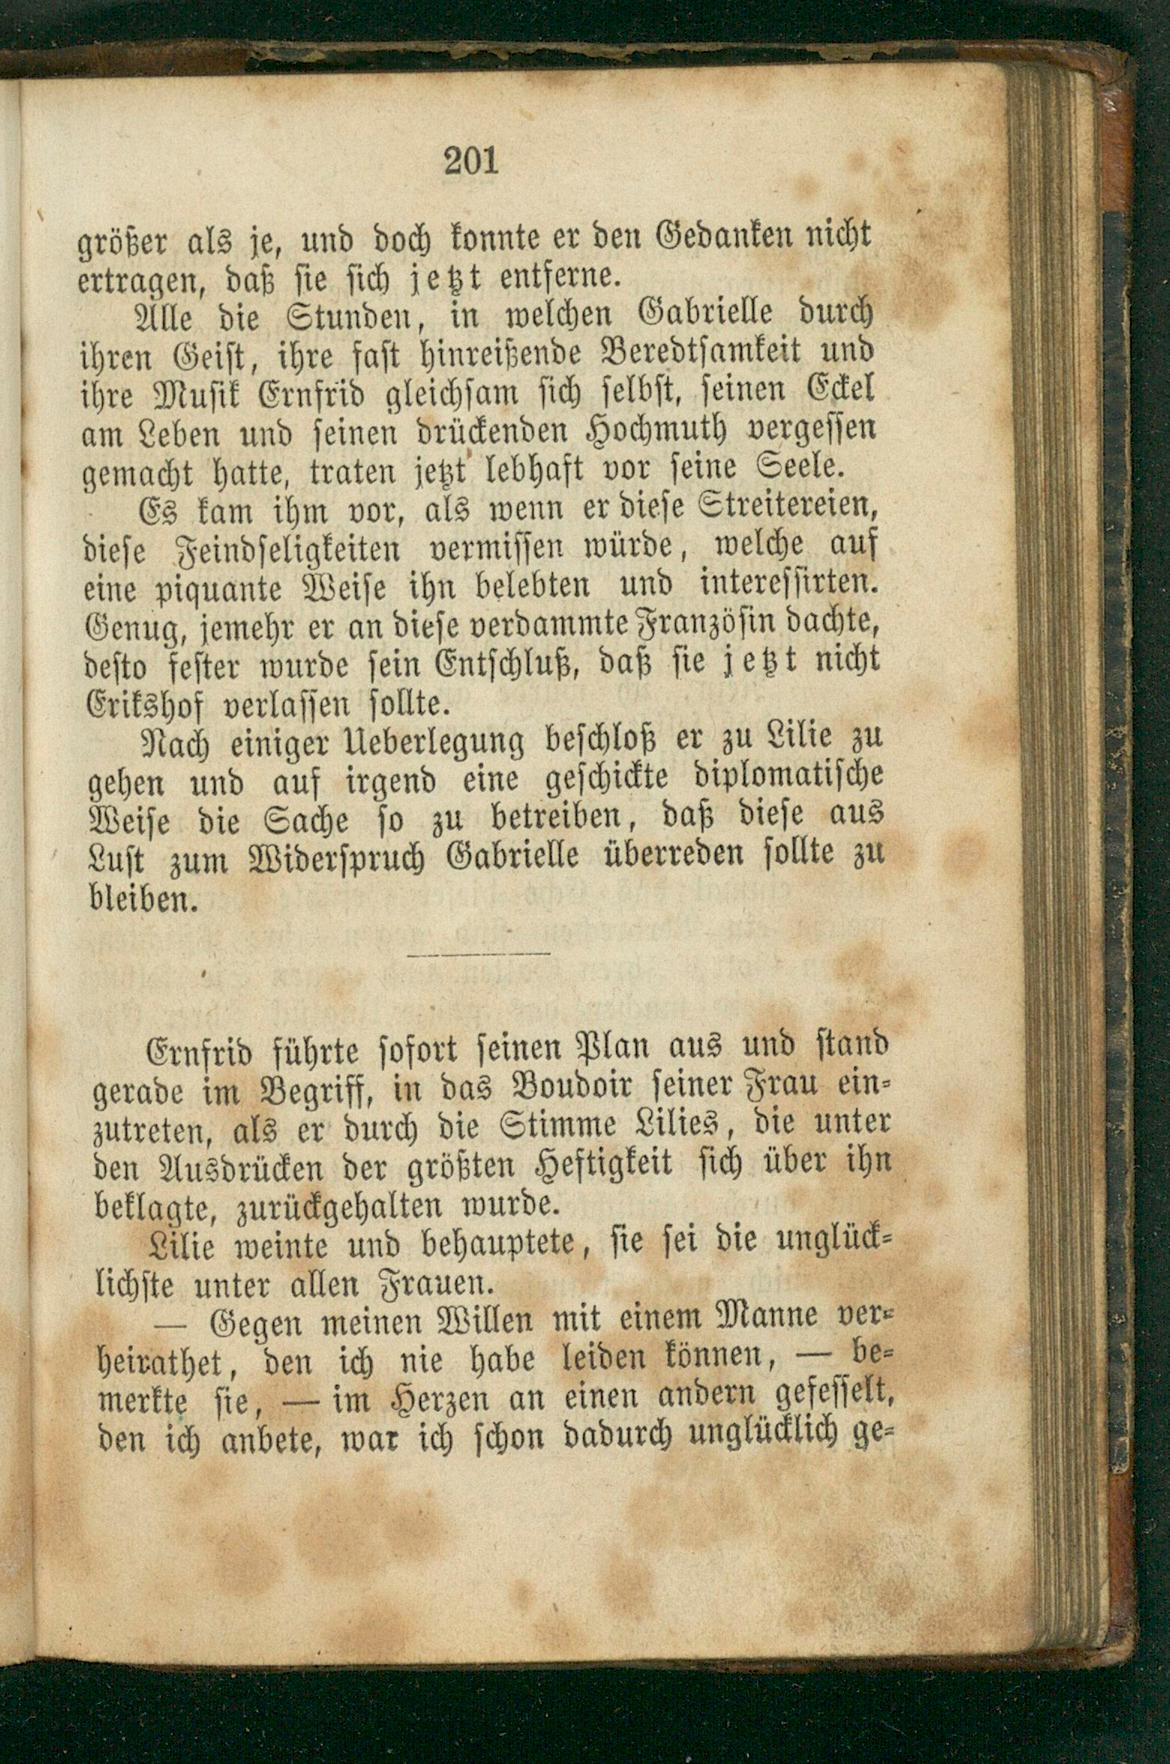 201
größer als je, und doch konnte er den Gedanken nicht
ertragen, daß sie sich jetzt entferne.
Alle die Stunden, in welchen Gabrielle durch
ihren Geist, ihre fast hinreißende Beredtsamkeit und
ihre Musik Ernfrid gleichsam sich selbst, seinen Eckel
am Leben und seinen drückenden Hochmuth vergessen
gemacht hatte, traten jetzt lebhaft vor seine Seele.
Es kam ihm vor, als wenn er diese Streitereien,
diese Feindseligkeiten vermissen würde, welche auf
eine piquante Weise ihn belebten und interessirten.
Genug, jemehr er an diese verdammte Französin dachte,
desto fester wurde sein Entschluß, daß sie jetzt nicht
Erikshof verlassen sollte.
Nach einiger Ueberlegung beschloß er zu Lilie zu
gehen und auf irgend eine geschickte diplomatische
Weise die Sache so zu betreiben, daß diese aus
Lust zum Widerspruch Gabrielle überreden sollte zu
bleiben.
Ernfrid führte sofort seinen Plan aus und stand
gerade im Begriff, in das Boudoir seiner Frau ein-
zutreten, als er durch die Stimme Lilies, die unter
den Ausdrücken der größten Heftigkeit sich über ihn
beklagte, zurückgehalten wurde.
Lilie weinte und behauptete, sie sei die unglück-
lichste unter allen Frauen.
— Gegen meinen Willen mit einem Manne ver-
heirathet, den ich nie habe leiden können, — be-
merkte sie, — im Herzen an einen andern gefesselt,
den ich anbete, war ich schon dadurch unglücklich ge-